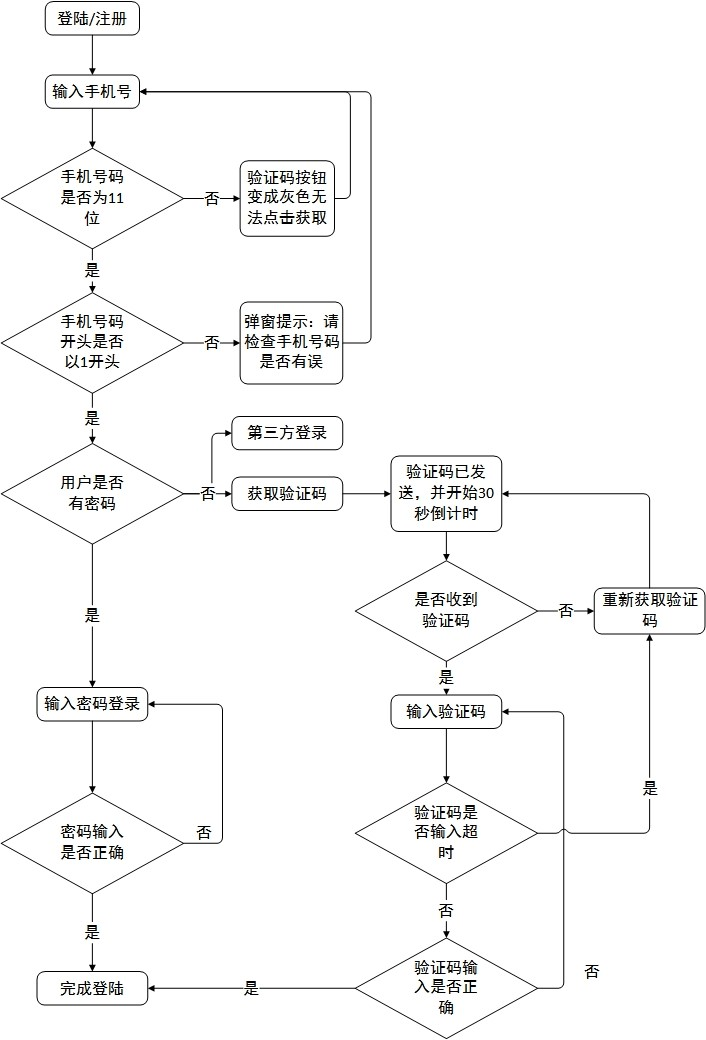 登陆/注册
输入手机号
手机号码
是否为11
位
否
验证码按钮
变成灰色无
法点击获取
是
手机号码
开头是否
以1开头
否
弹窗提示：请
检查手机号码
是否有误
是
第三方登录
用户是否
有密码
否
获取验证码
验证码已发
送，并开始30
秒倒计时
是否收到
验证码
否
重新获取验证
码
是
是
输入密码登录
输入验证码
是
验证码是
否输入超
时
密码输入
是否正确
否
否
是
验证码输
入是否正
确
否
完成登陆
是